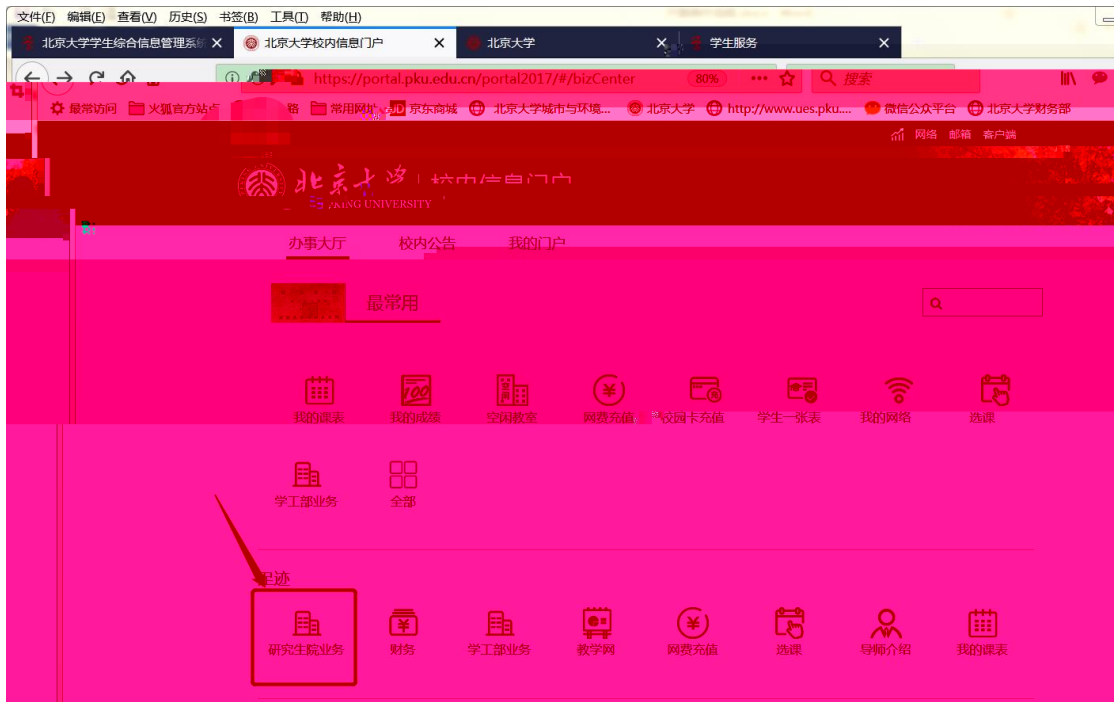 文件(F) 编辑(E) 查看(V) 历史(S) 书签(B) 工具(T) 帮助(H)
北京大学学生综合信息管理系统 北京大学校内信息门户 北京大学 学生服务
https://portal.pku.edu.cn/portal2017/#/bizCenter 80% 搜索
最常访问 火狐官方站点 常用网址 京东商城 北京大学城市与环境... 北京大学 http://www.ues.pku.... 微信公众平台 北京大学财务部
网络 邮箱 客户端
北京大学 校内信息门户
UNIVERSITY
办事大厅 校内公告 我的门户
最常用
我的课表 我的成绩 空闲教室 网费充值 校园卡充值 学生一张表 我的网络 选课
学工部业务 全部
足迹
研究生院业务 财务 学工部业务 教学网 网费充值 选课 导师介绍 我的课表